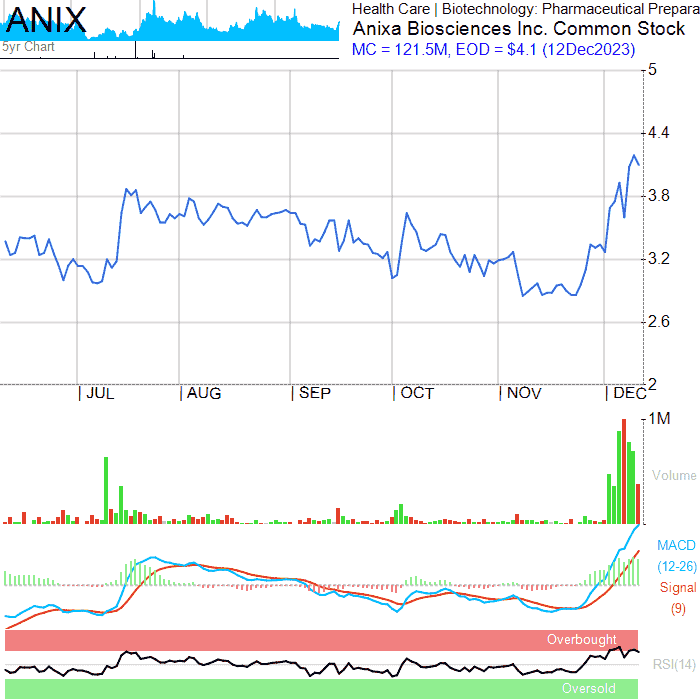 ANIX
5yr Chart
Health Care | Biotechnology: Pharmaceutical Prepara
Anixa Biosciences Inc. Common Stock
MC = 121.5M, EOD = $4.1 (12Dec2023)
5
4.4
3.8
3.2
2.6
2
| JUL | AUG | SEP | OCT | NOV | DEC
1M
Volume
MACD
(12-26)
Signal
(9)
Overbought
RSI(14)
Oversold